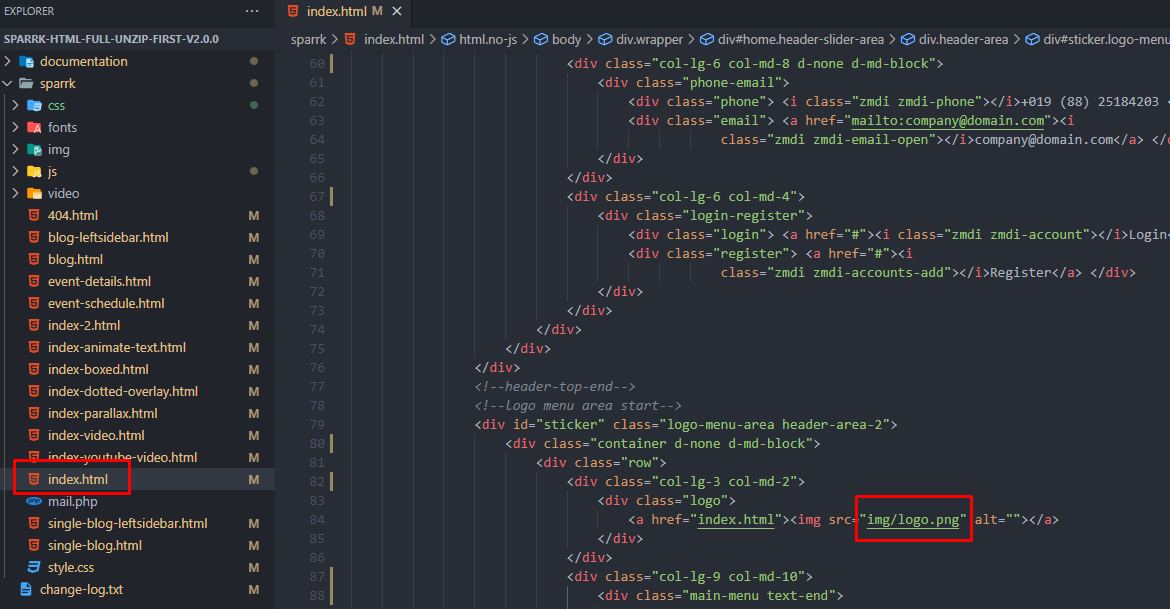 EXPLORER ···
SPARRK-HTML-FULL-UNZIP-FIRST-V2.0.0
documentation
sparrk
css
fonts
img
js
video
404.html M
blog-leftsidebar.html M
blog.html M
event-details.html M
event-schedule.html M
index-2.html M
index-animate-text.html M
index-boxed.html M
index-dotted-overlay.html M
index-parallax.html M
index-video.html M
index-youtube-video.html M
index.html M
mail.php
single-blog-leftsidebar.html M
single-blog.html M
style.css M
change-log.txt M
index.html M
sparrk > index.html > html.no-js > body > div.wrapper > div#home.header-slider-area > div.header-area > div#sticker.logo-menu
60 <div class="col-lg-6 col-md-8 d-none d-md-block">
61 <div class="phone-email">
62 <div class="phone"> <i class="zmdi zmdi-phone"></i>+019 (88) 25184203 <
63 <div class="email"> <a href="mailto:company@domain.com"><i
64 class="zmdi zmdi-email-open"></i>company@domain.com</a> </
65 </div>
66 </div>
67 <div class="col-lg-6 col-md-4">
68 <div class="login-register">
69 <div class="login"> <a href="#"><i class="zmdi zmdi-account"></i>Login
70 <div class="register"> <a href="#"><i
71 class="zmdi zmdi-accounts-add"></i>Register</a> </div>
72 </div>
73 </div>
74 </div>
75 </div>
76 </div>
77 <!--header-top-end-->
78 <!--logo menu area start-->
79 <div id="sticker" class="logo-menu-area header-area-2">
80 <div class="container d-none d-md-block">
81 <div class="row">
82 <div class="col-lg-3 col-md-2">
83 <div class="logo">
84 <a href="index.html"><img src="img/logo.png" alt=""></a>
85 </div>
86 </div>
87 <div class="col-lg-9 col-md-10">
88 <div class="main-menu text-end">